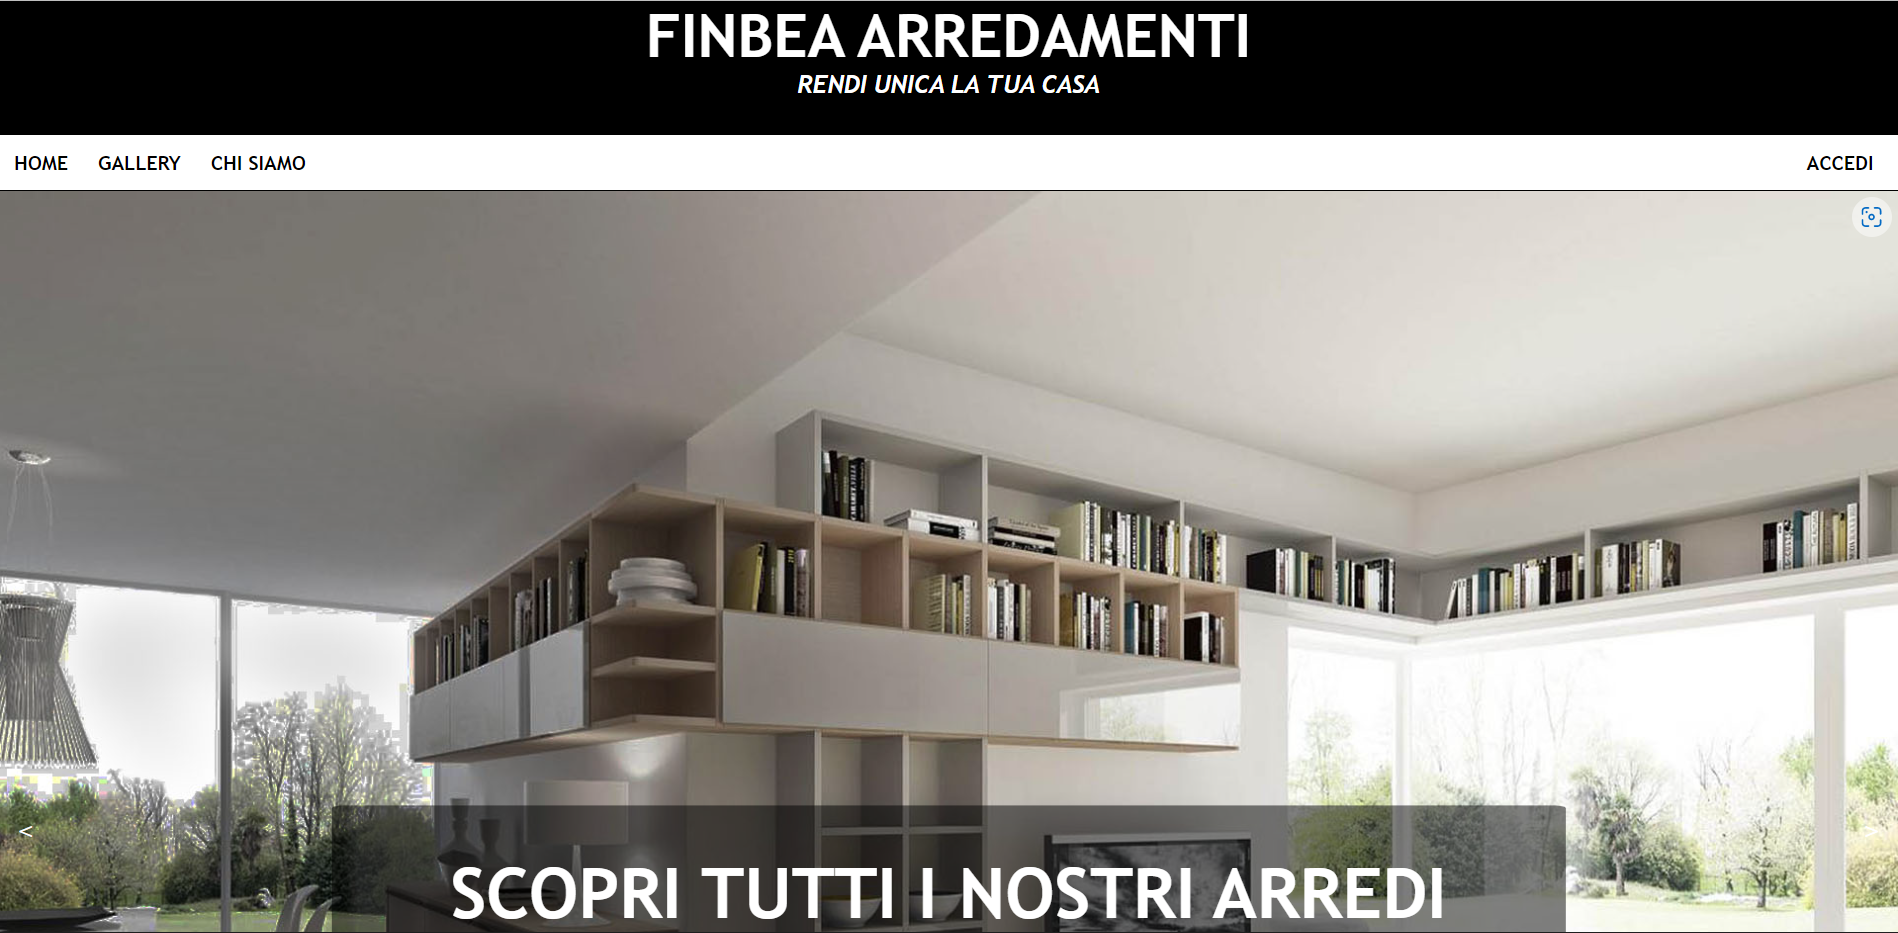 FINBEA ARREDAMENTI
RENDI UNICA LA TUA CASA
HOME GALLERY CHI SIAMO ACCEDI
<
SCOPRI TUTTI I NOSTRI ARREDI